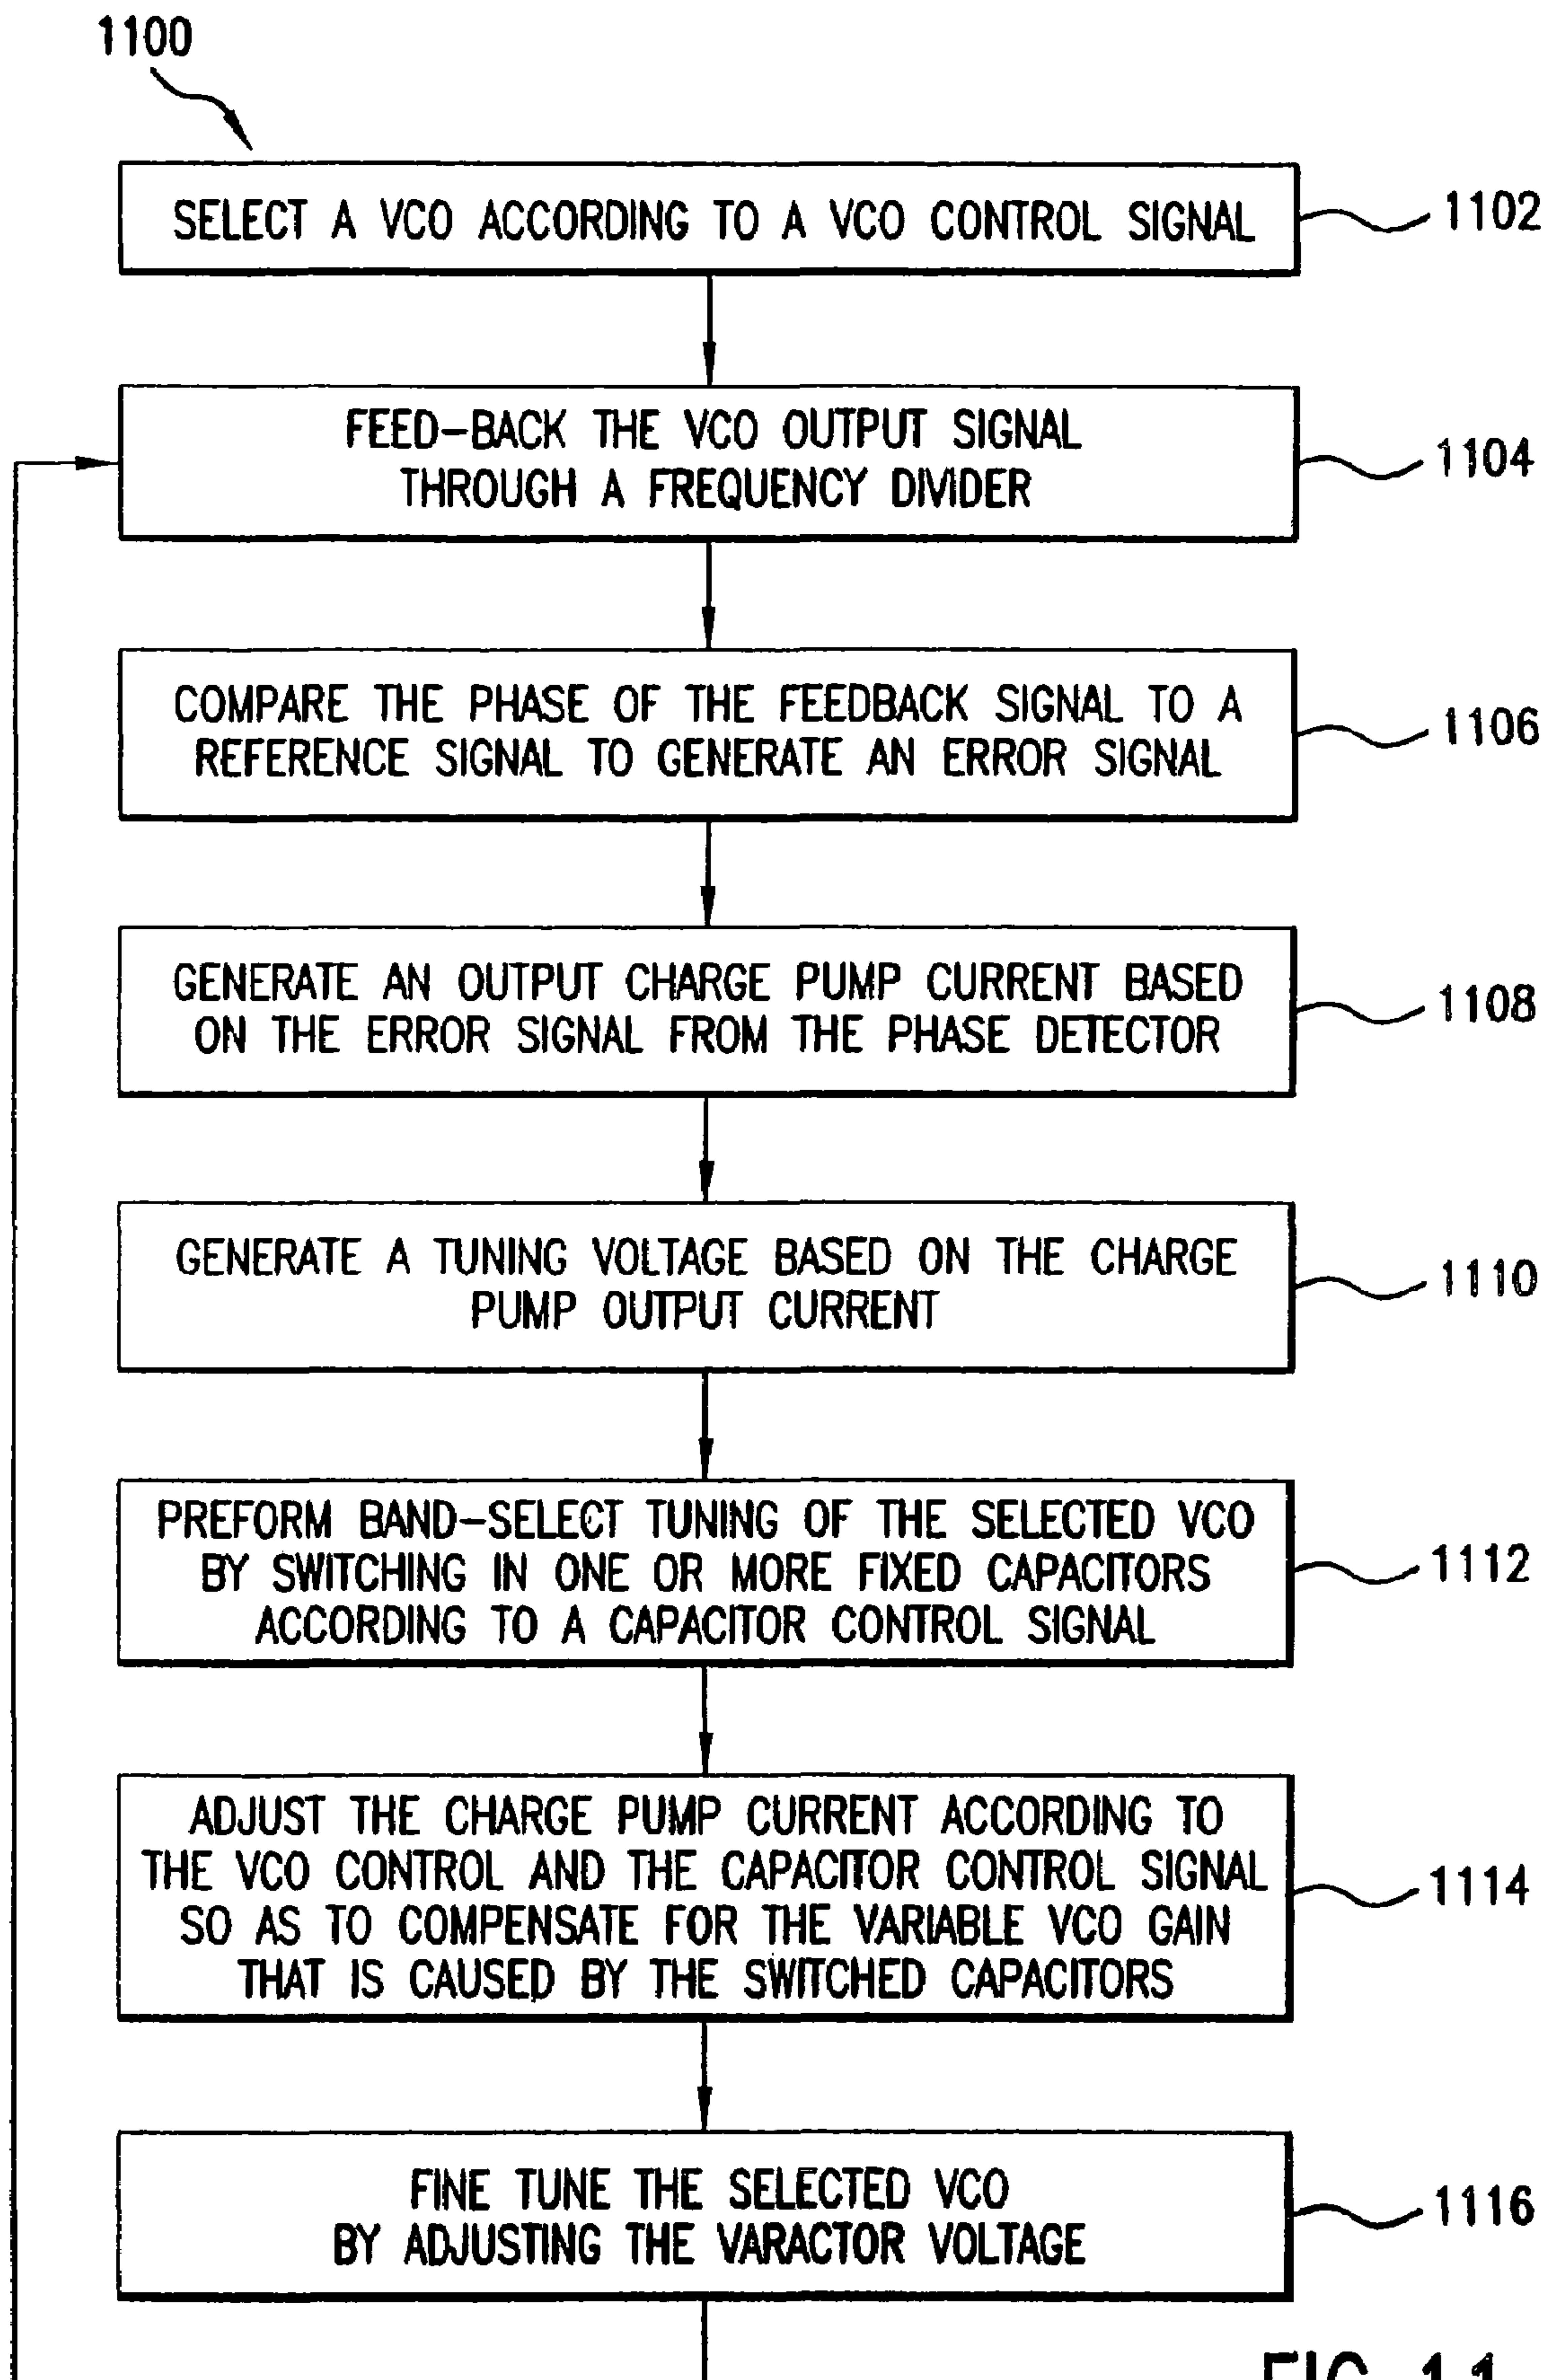 1100
SELECT A VCO ACCORDING TO A VCO CONTROL SIGNAL
1102
FEED-BACK THE VCO OUTPUT SIGNAL
THROUGH A FREQUENCY DIVIDER
1104
COMPARE THE PHASE OF THE FEEDBACK SIGNAL TO A
REFERENCE SIGNAL TO GENERATE AN ERROR SIGNAL
1106
GENERATE AN OUTPUT CHARGE PUMP CURRENT BASED
ON THE ERROR SIGNAL FROM THE PHASE DETECTOR
1108
GENERATE A TUNING VOLTAGE BASED ON THE CHARGE
PUMP OUTPUT CURRENT
1110
PREFORM BAND-SELECT TUNING OF THE SELECTED VCO
BY SWITCHING IN ONE OR MORE FIXED CAPACITORS
ACCORDING TO A CAPACITOR CONTROL SIGNAL
1112
ADJUST THE CHARGE PUMP CURRENT ACCORDING TO
THE VCO CONTROL AND THE CAPACITOR CONTROL SIGNAL
SO AS TO COMPENSATE FOR THE VARIABLE VCO GAIN
THAT IS CAUSED BY THE SWITCHED CAPACITORS
1114
FINE TUNE THE SELECTED VCO
BY ADJUSTING THE VARACTOR VOLTAGE
1116
FIG. 11